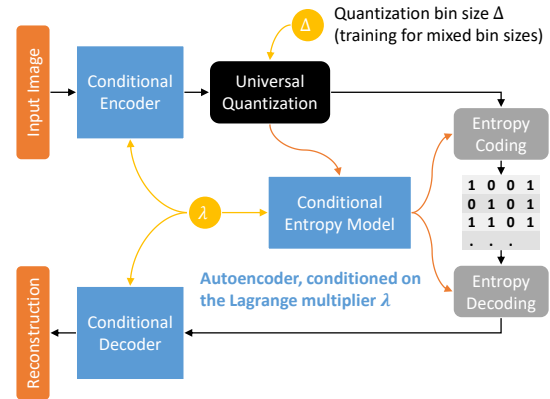 Δ
Quantization bin size Δ
(training for mixed bin sizes)
Input Image
Conditional
Encoder
Universal
Quantization
Entropy
Coding
1 0 0 1
0 1 0 1
1 1 0 1
. . .
λ
Conditional
Entropy Model
Autoencoder, conditioned on
the Lagrange multiplier λ
Entropy
Decoding
Conditional
Decoder
Reconstruction